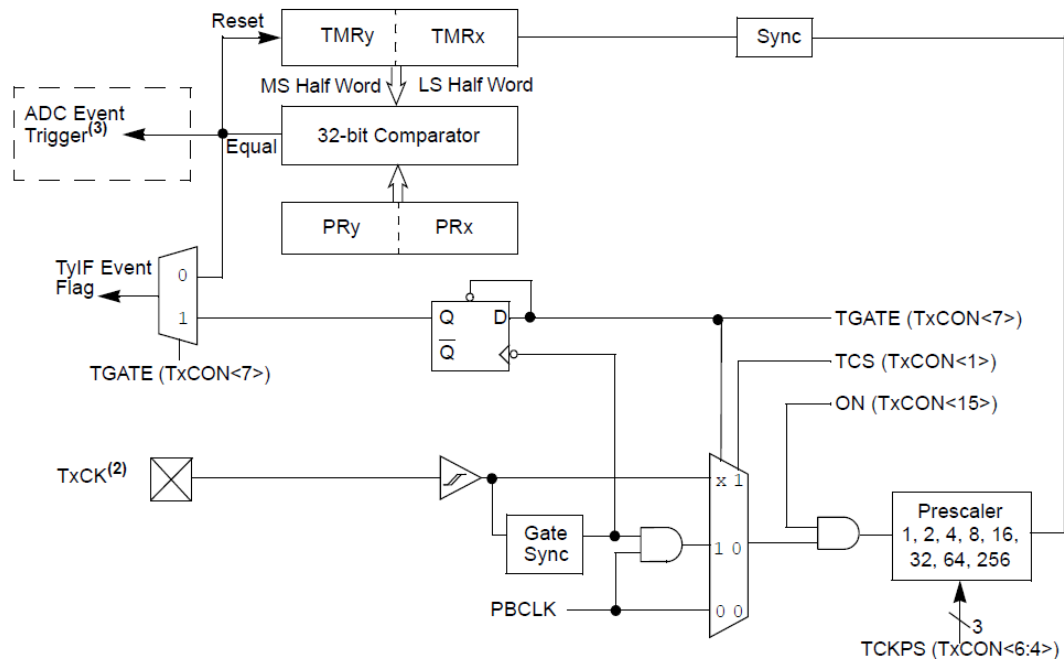 Reset
TMRy TMRx
Sync
MS Half Word LS Half Word
ADC Event
Trigger(3)
Equal
32-bit Comparator
PRy PRx
TyIF Event
Flag
0
1
TGATE (TxCON<7>)
Q D
Q
TGATE (TxCON<7>)
TCS (TxCON<1>)
ON (TxCON<15>)
TxCK(2)
x 1
Gate
Sync
1 0
PBCLK
0 0
Prescaler
1, 2, 4, 8, 16,
32, 64, 256
3
TCKPS (TxCON<6:4>)